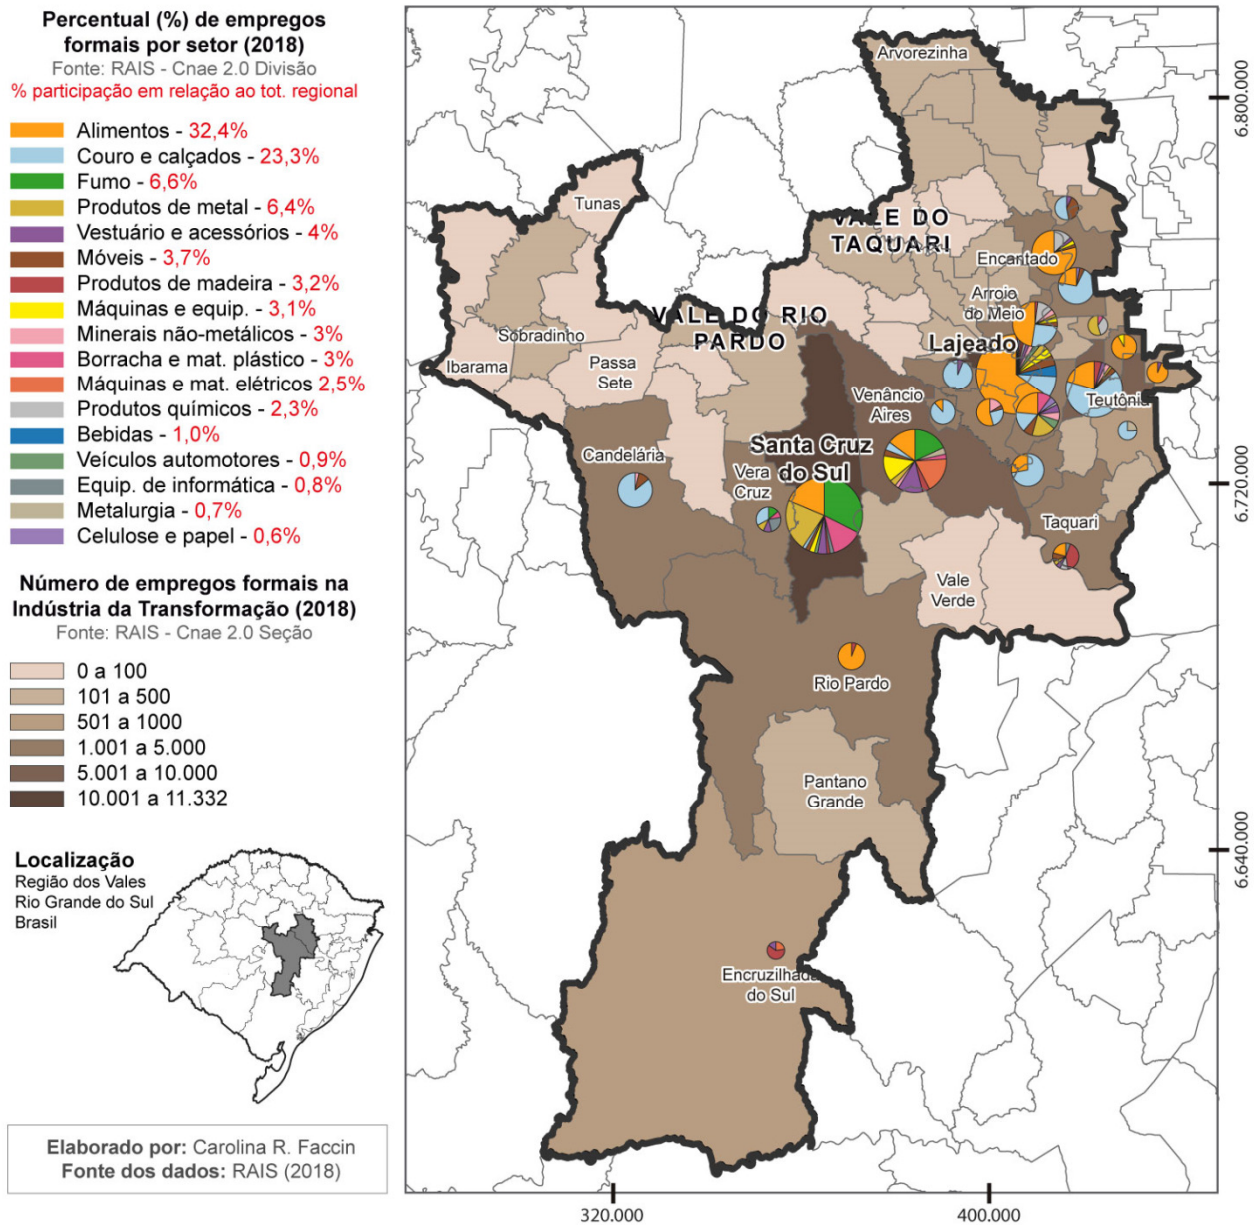 Percentual (%) de empregos
formais por setor (2018)
Fonte: RAIS - Cnae 2.0 Divisão
% participação em relação ao tot. regional
Alimentos - 32,4%
Couro e calçados - 23,3%
Fumo - 6,6%
Produtos de metal - 6,4%
Vestuário e acessórios - 4%
Móveis - 3,7%
Produtos de madeira - 3,2%
Máquinas e equip. - 3,1%
Minerais não-metálicos - 3%
Borracha e mat. plástico - 3%
Máquinas e mat. elétricos 2,5%
Produtos químicos - 2,3%
Bebidas - 1,0%
Veículos automotores - 0,9%
Equip. de informática - 0,8%
Metalurgia - 0,7%
Celulose e papel - 0,6%
Número de empregos formais na
Indústria da Transformação (2018)
Fonte: RAIS - Cnae 2.0 Seção
0 a 100
101 a 500
501 a 1000
1.001 a 5.000
5.001 a 10.000
10.001 a 11.332
Localização
Região dos Vales
Rio Grande do Sul
Brasil
Elaborado por: Carolina R. Faccin
Fonte dos dados: RAIS (2018)
Arvorezinha
Tunas
VALE DO
TAQUARI
Encantado
Arroio
do Meio
VALE DO RIO
PARDO
Sobradinho
Lajeado
Ibarama
Passa
Sete
Venâncio
Aires
Teutônia
Candelária
Santa Cruz
do Sul
Vera
Cruz
Taquari
Vale
Verde
Rio Pardo
Pantano
Grande
Encruzilhada
do Sul
6.800.000
6.720.000
6.640.000
320.000
400.000